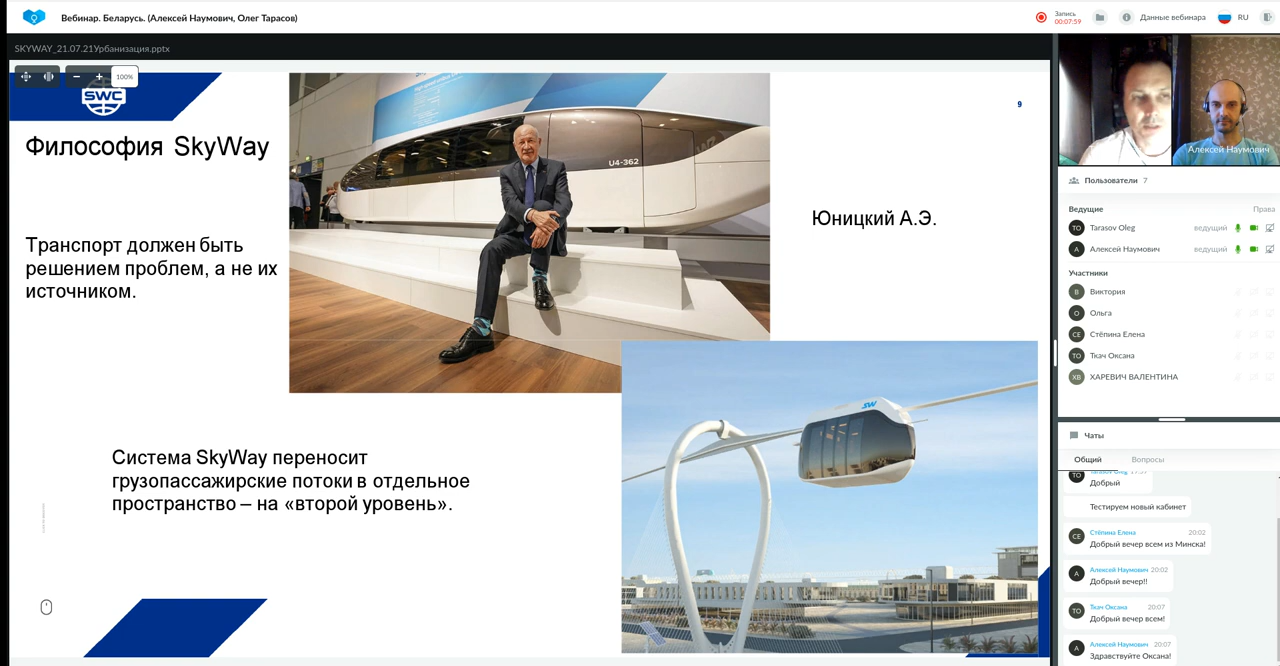 Вебинар. Беларусь. (Алексей Наумович, Олег Тарасов)
Запись
00:07:59
Данные вебинара
RU
SKYWAY_21.07.21Урбанизация.pptx
100%
SWC
9
Философия SkyWay
U4-362
Юницкий А.Э.
Транспорт должен быть
решением проблем, а не их
источником.
SW
Система SkyWay переносит
грузопассажирские потоки в отдельное
пространство – на «второй уровень».
Алексей Наумович
Пользователи 7
Ведущие
Права
TO Tarasov Oleg ведущий
А Алексей Наумович ведущий
Участники
В Виктория
О Ольга
СЕ Стёпина Елена
ТО Ткач Оксана
ХВ ХАРЕВИЧ ВАЛЕНТИНА
Чаты
Общий
Вопросы
TO Tarasov Oleg
Добрый
Тестируем новый кабинет
СЕ Стёпина Елена 20:02
Добрый вечер всем из Минска!
А Алексей Наумович 20:02
Добрый вечер!!
ТО Ткач Оксана 20:07
Добрый вечер всем!
А Алексей Наумович 20:07
Здравствуйте Оксана!